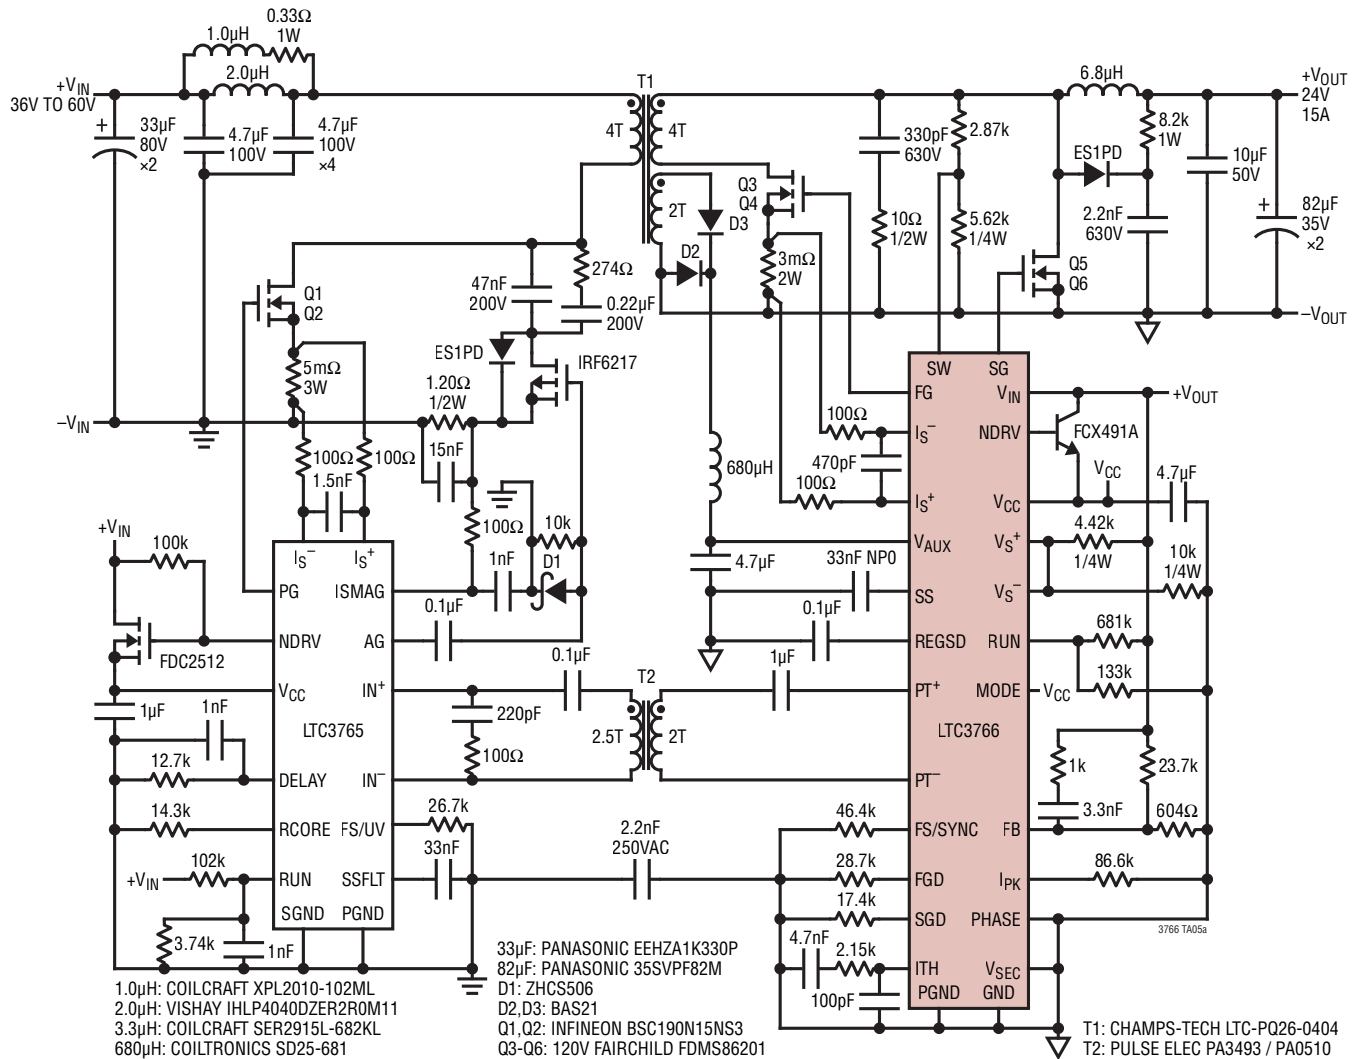 0.33Ω
1W
1.0µH
2.0µH
+VIN
36V TO 60V
33µF
80V
×2
4.7µF
100V
4.7µF
100V
×4
T1
4T
4T
2T
D3
D2
Q3
Q4
3mΩ
2W
330pF
630V
10Ω
1/2W
2.87k
5.62k
1/4W
6.8µH
+VOUT
24V
15A
8.2k
1W
ES1PD
2.2nF
630V
10µF
50V
82µF
35V
×2
Q5
Q6
–VOUT
Q1
Q2
47nF
200V
274Ω
0.22µF
200V
5mΩ
3W
ES1PD
IRF6217
1.20Ω
1/2W
–VIN
100Ω
100Ω
1.5nF
15nF
100Ω
10k
1nF
D1
0.1µF
680µH
4.7µF
100Ω
470pF
100Ω
33nF NP0
0.1µF
SW
SG
FG
VIN
+VOUT
IS–
NDRV
FCX491A
VCC
4.7µF
IS+
VCC
VAUX
VS+
4.42k
1/4W
10k
1/4W
SS
VS–
REGSD
RUN
681k
133k
PT+
MODE
VCC
LTC3766
PT–
1k
23.7k
3.3nF
604Ω
FS/SYNC
FB
FGD
IPK
86.6k
SGD
PHASE
3766 TA05a
ITH
VSEC
PGND
GND
+VIN
100k
FDC2512
1µF
1nF
12.7k
14.3k
102k
+VIN
3.74k
1nF
IS–
IS+
PG
ISMAG
NDRV
AG
VCC
IN+
LTC3765
DELAY
IN–
RCORE
FS/UV
RUN
SSFLT
SGND
PGND
0.1µF
220pF
100Ω
T2
2.5T
2T
1µF
26.7k
33nF
2.2nF
250VAC
46.4k
28.7k
17.4k
4.7nF
2.15k
100pF
1.0µH: COILCRAFT XPL2010-102ML
2.0µH: VISHAY IHLP4040DZER2R0M11
3.3µH: COILCRAFT SER2915L-682KL
680µH: COILTRONICS SD25-681
33µF: PANASONIC EEHZA1K330P
82µF: PANASONIC 35SVPF82M
D1: ZHCS506
D2,D3: BAS21
Q1,Q2: INFINEON BSC190N15NS3
Q3-Q6: 120V FAIRCHILD FDMS86201
T1: CHAMPS-TECH LTC-PQ26-0404
T2: PULSE ELEC PA3493 / PA0510